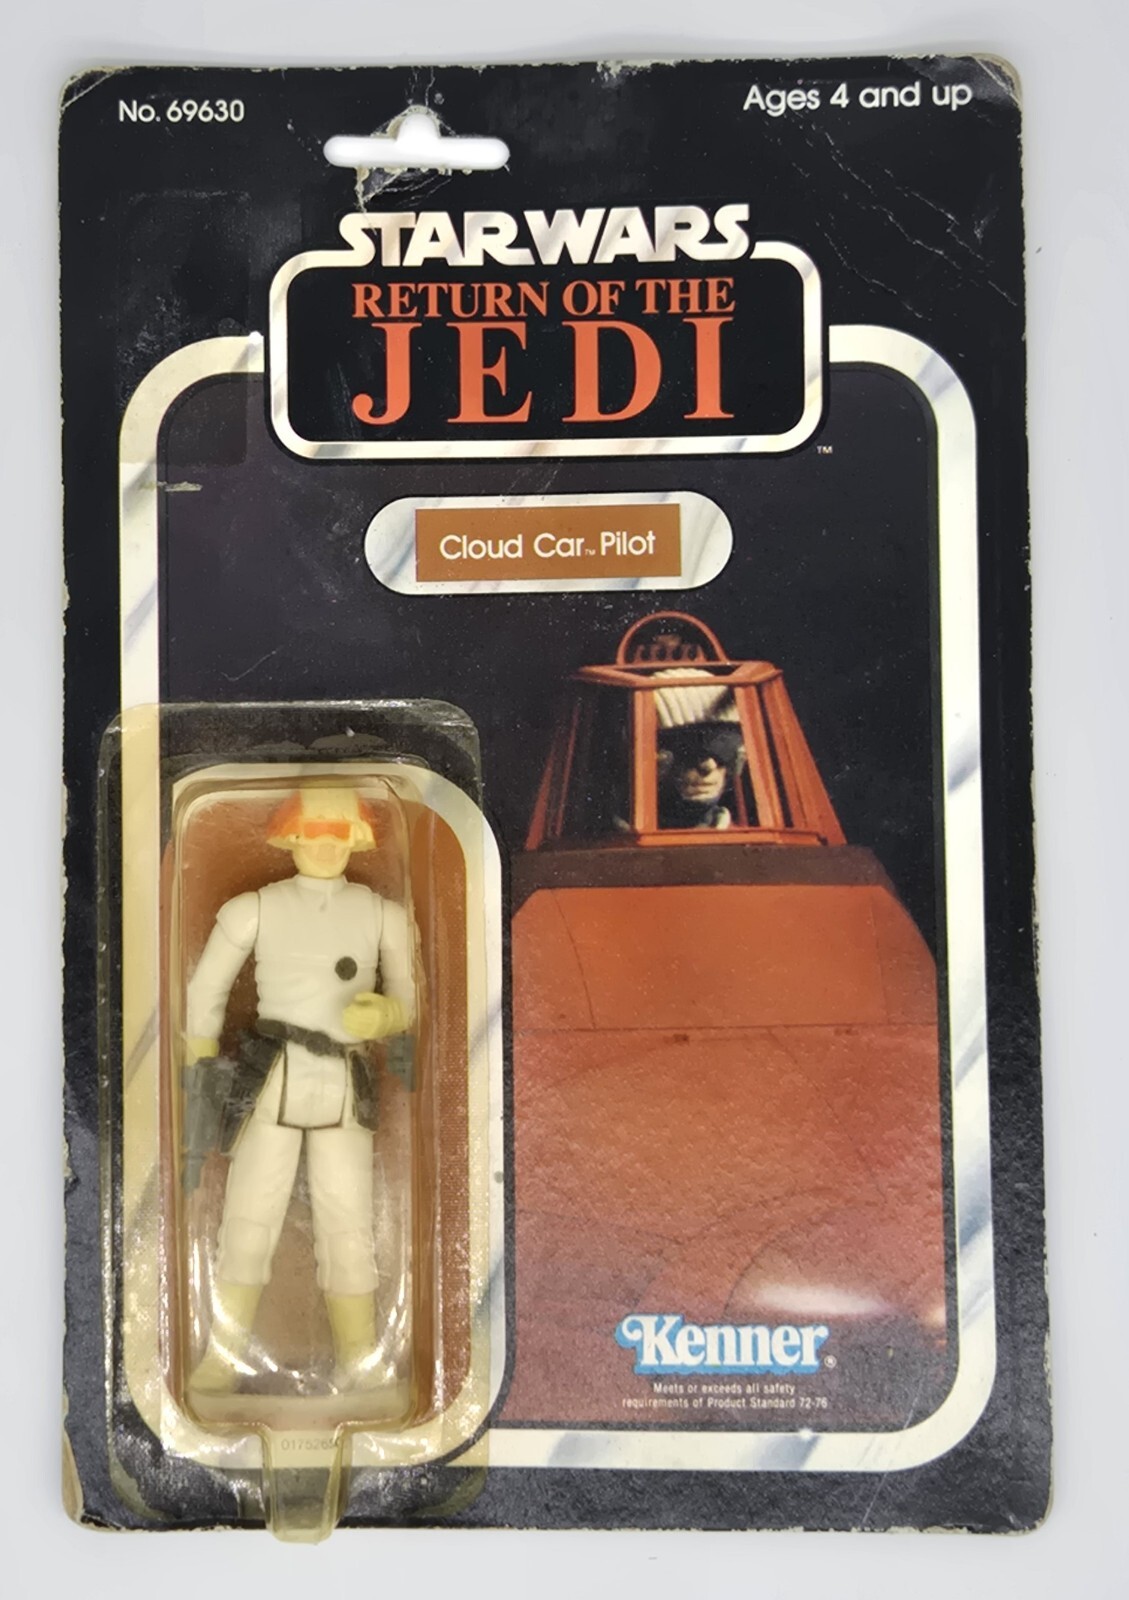 No. 69630
Ages 4 and up
STAR WARS
RETURN OF THE
JEDI
TM
Cloud Car™ Pilot
Kenner®
Meets or exceeds all safety
requirements of Product Standard 72-76